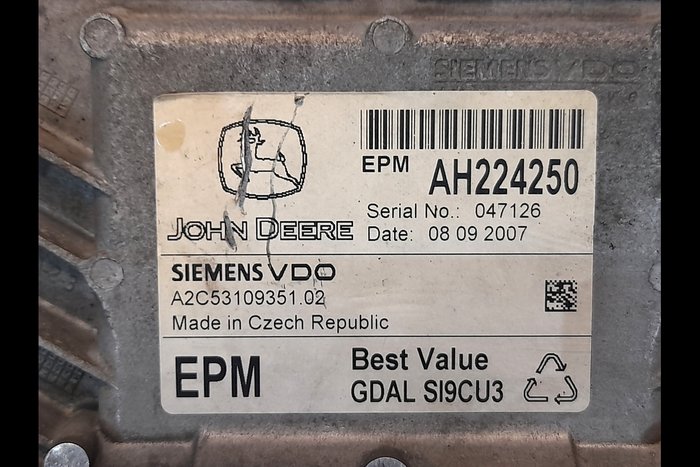 SIEMENS VDO
EPM AH224250
Serial No.: 047126
JOHN DEERE Date: 08 09 2007
SIEMENS VDO
A2C53109351.02
Made in Czech Republic
EPM Best Value
GDAL SI9CU3